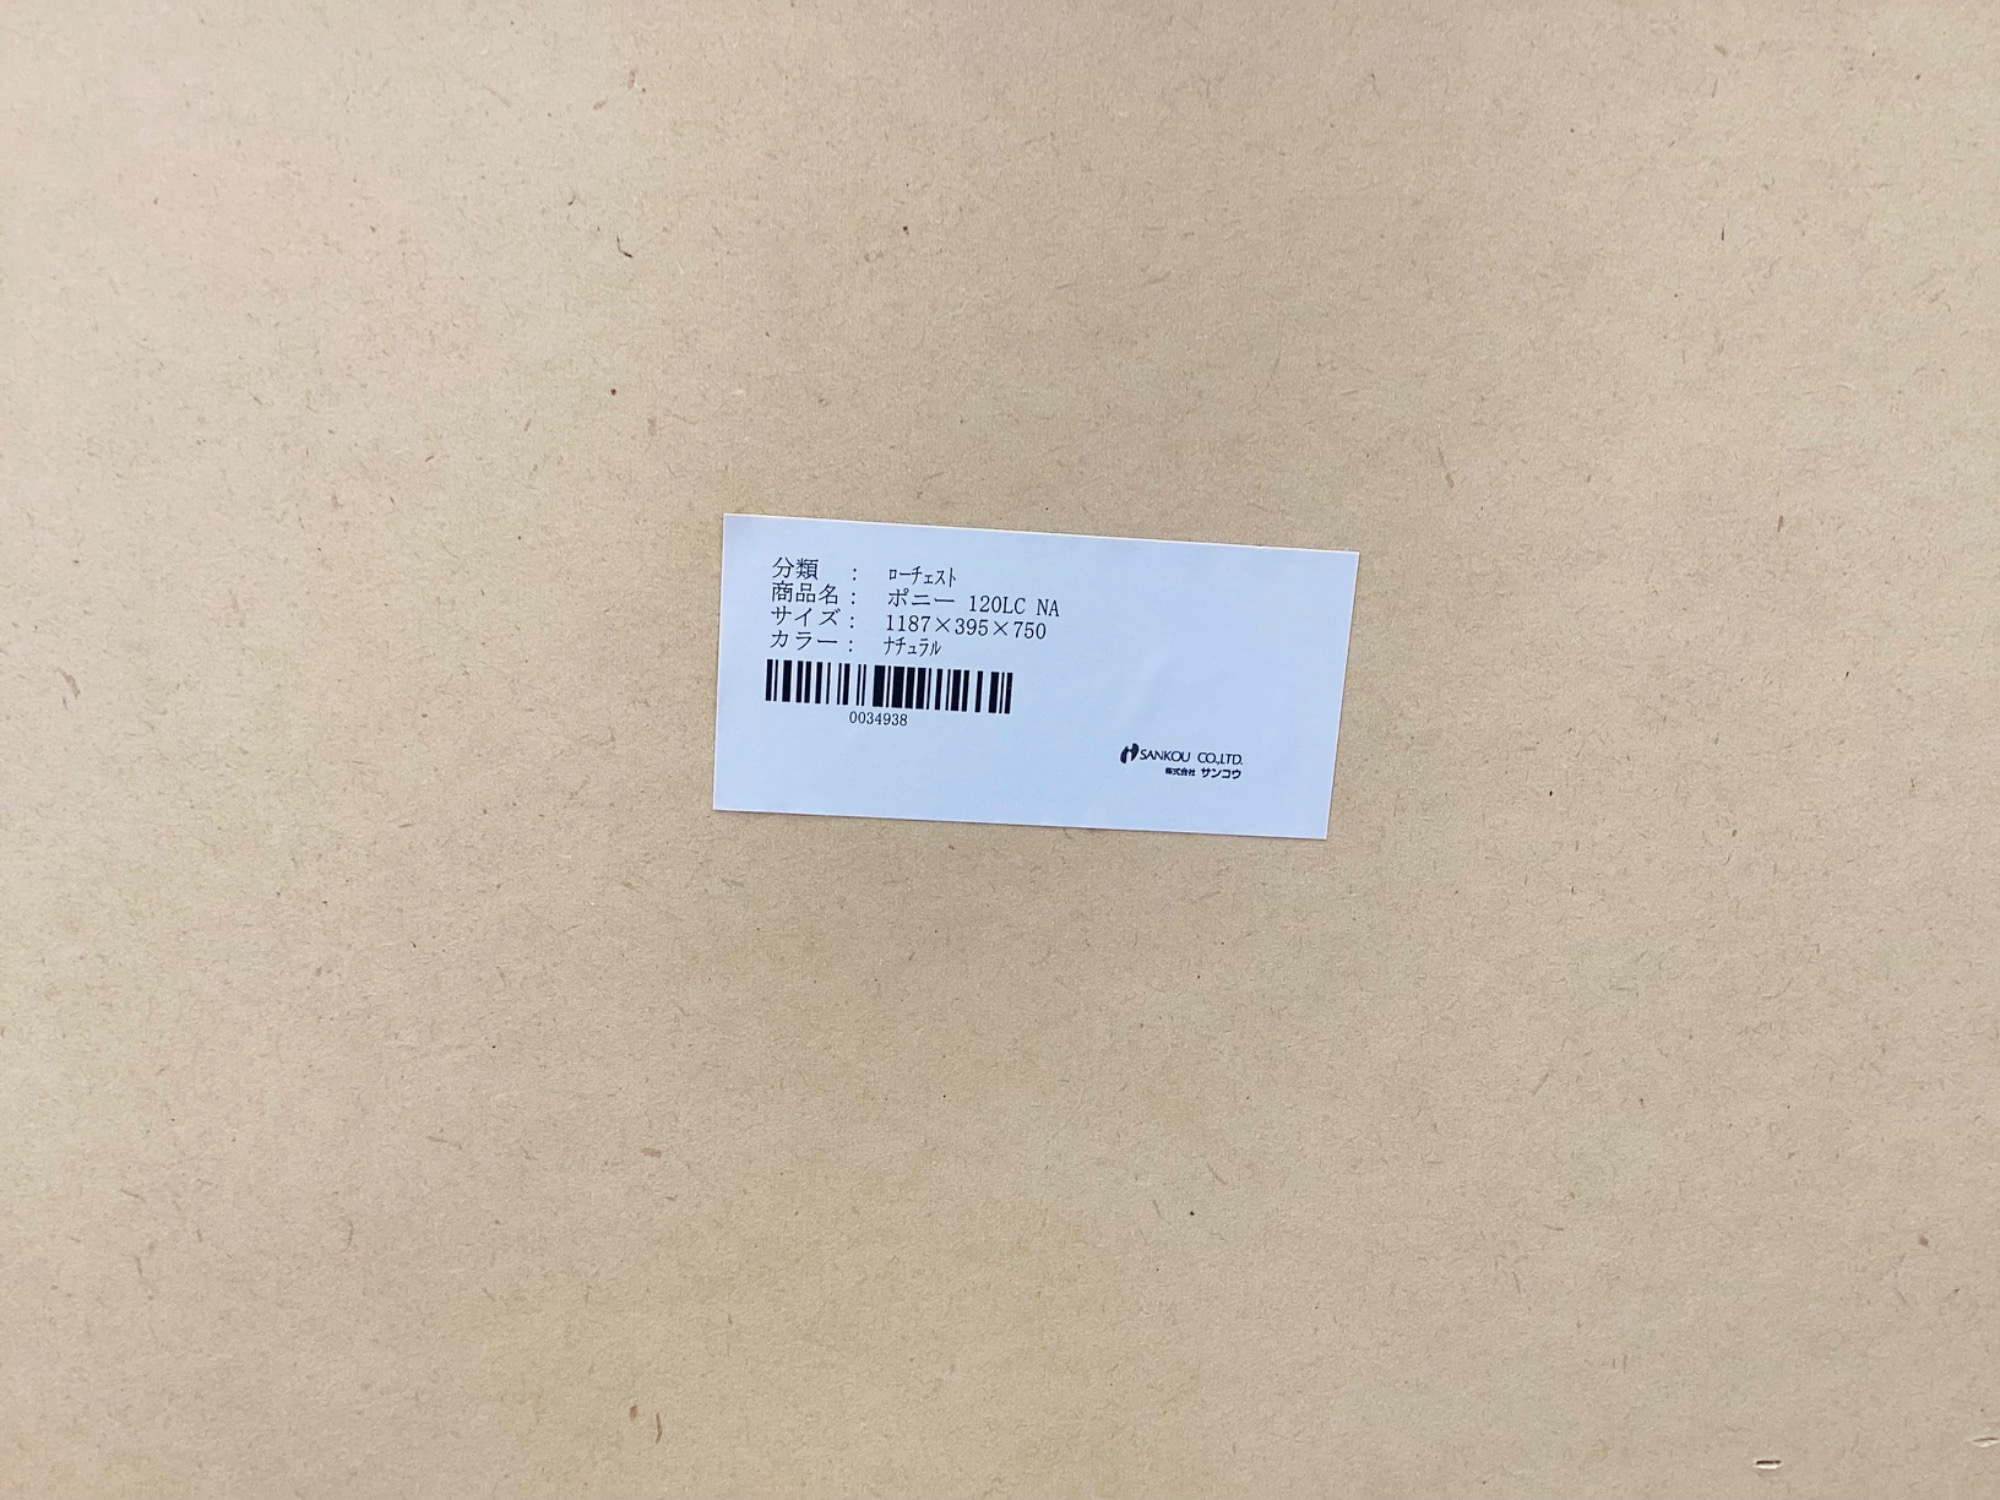 分類 : ﾛｰﾁｪｽﾄ
商品名: ポニー 120LC NA
サイズ: 1187×395×750
カラー: ﾅﾁｭﾗﾙ
0034938
SANKOU CO.,LTD.
株式会社 サンコウ